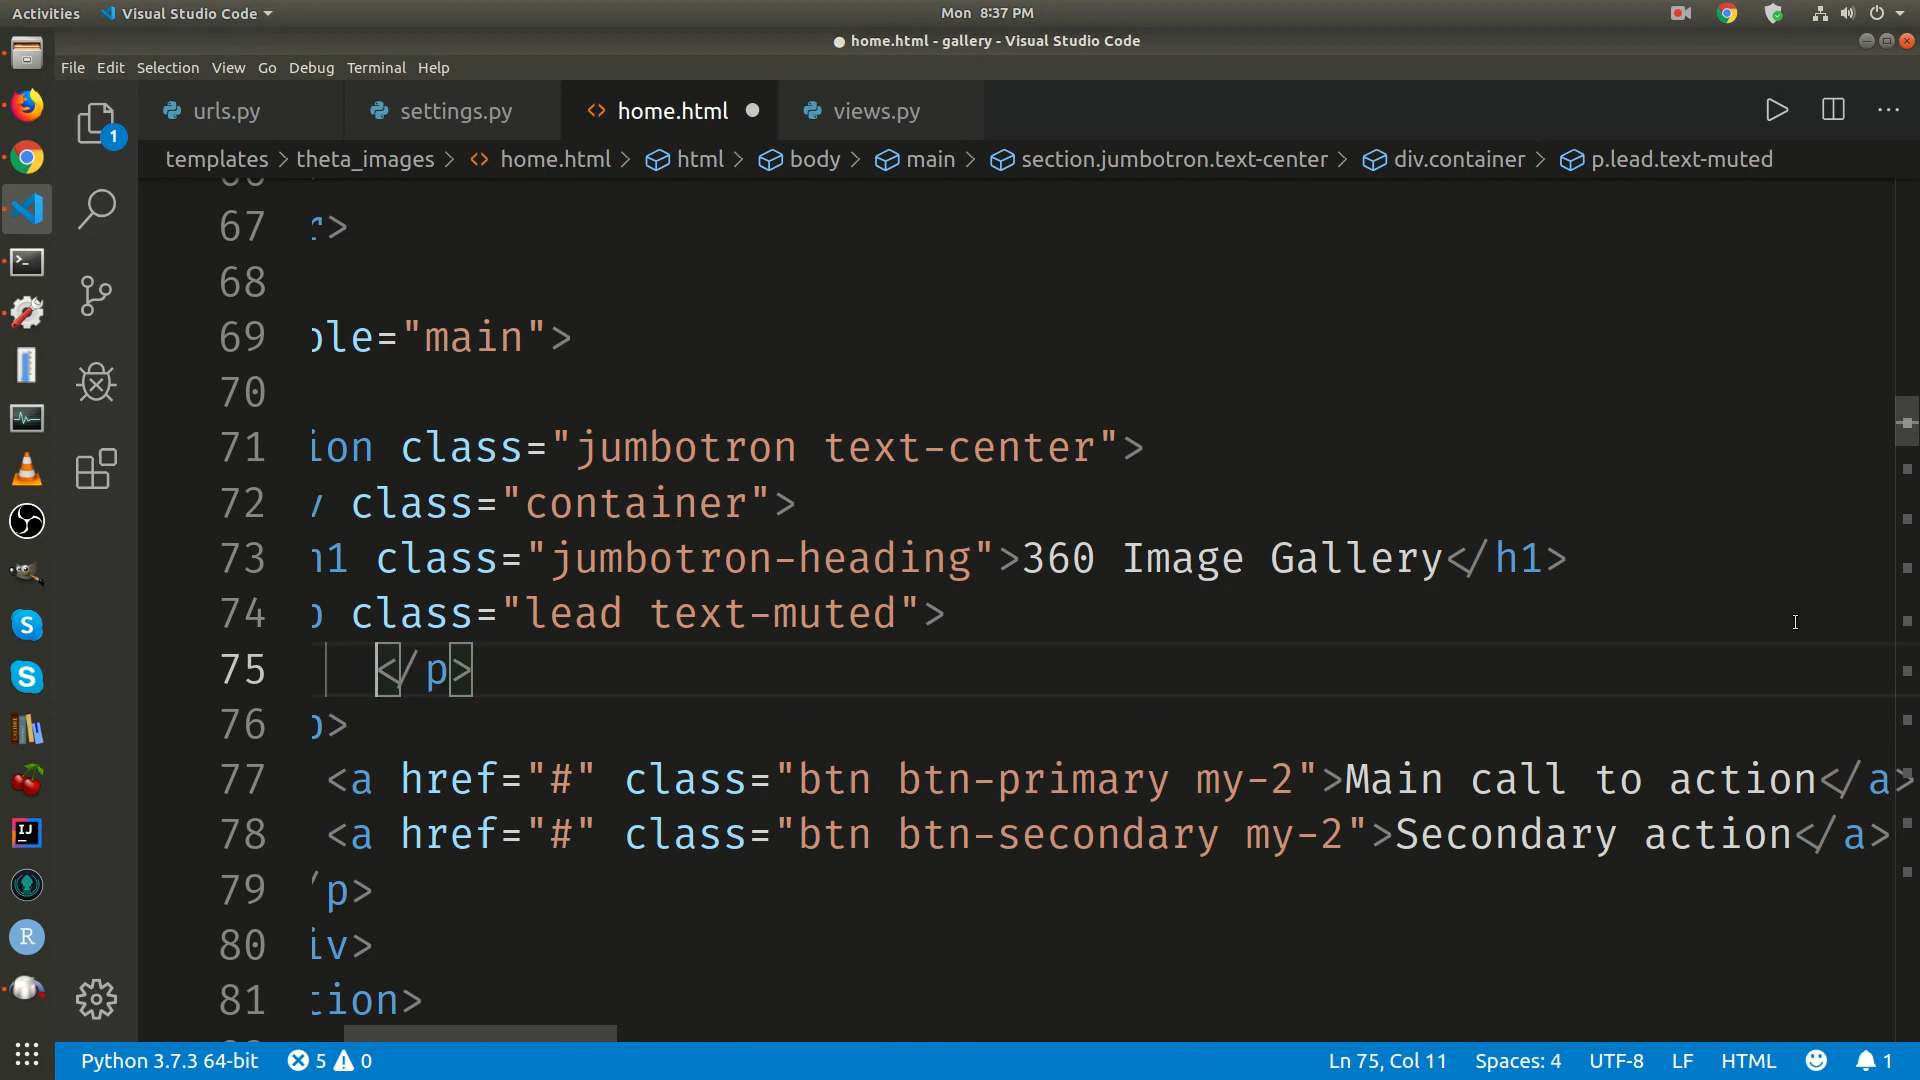 Activities Visual Studio Code Mon 8:37 PM
● home.html - gallery - Visual Studio Code
File Edit Selection View Go Debug Terminal Help
urls.py settings.py <> home.html ● views.py
1
templates > theta_images > <> home.html > html > body > main > section.jumbotron.text-center > div.container > p.lead.text-muted
67 r>
68
69 ole="main">
70
71 ion class="jumbotron text-center">
72 v class="container">
73 h1 class="jumbotron-heading">360 Image Gallery</h1>
74 p class="lead text-muted">
75 </p>
76 p>
77 <a href="#" class="btn btn-primary my-2">Main call to action</a>
78 <a href="#" class="btn btn-secondary my-2">Secondary action</a>
79 /p>
80 iv>
81 tion>
Python 3.7.3 64-bit 5 0 Ln 75, Col 11 Spaces: 4 UTF-8 LF HTML 1